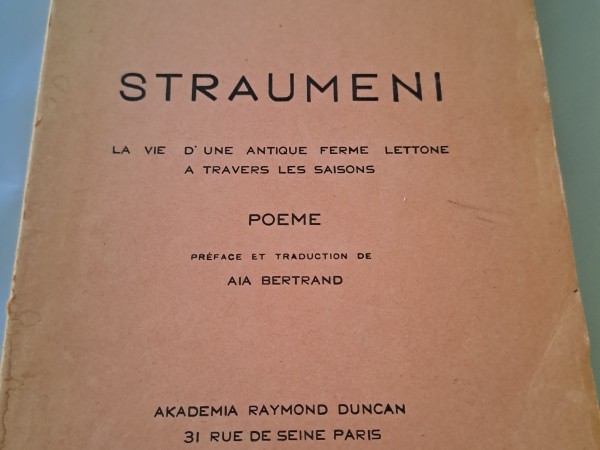 STRAUMENI
LA VIE D'UNE ANTIQUE FERME LETTONE
A TRAVERS LES SAISONS
POEME
PRÉFACE ET TRADUCTION DE
AIA BERTRAND
AKADEMIA RAYMOND DUNCAN
31 RUE DE SEINE PARIS